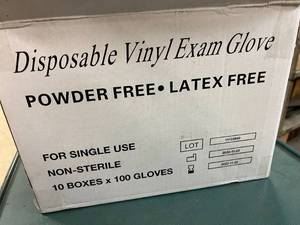 Disposable Vinyl Exam Glove
POWDER FREE • LATEX FREE
FOR SINGLE USE
LOT
NON-STERILE
10 BOXES x 100 GLOVES